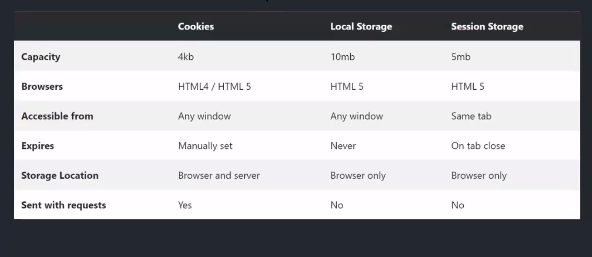 Cookies Local Storage Session Storage
Capacity 4kb 10mb 5mb
Browsers HTML4 / HTML 5 HTML 5 HTML 5
Accessible from Any window Any window Same tab
Expires Manually set Never On tab close
Storage Location Browser and server Browser only Browser only
Sent with requests Yes No No